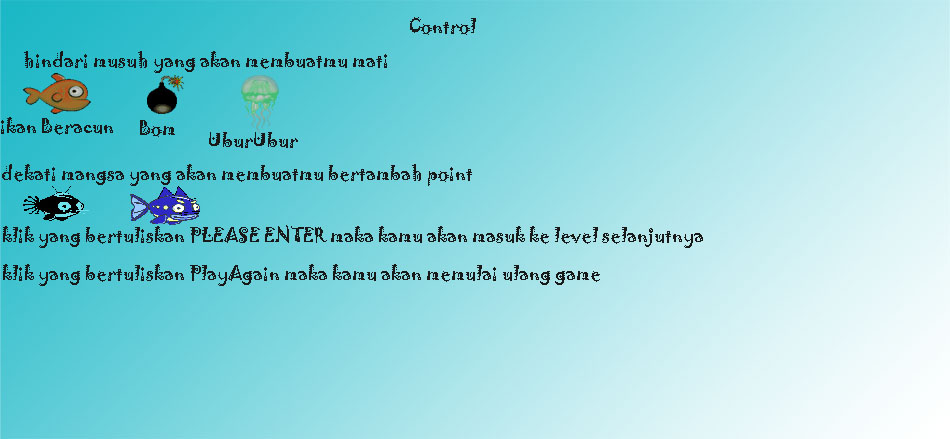 Control
hindari musuh yang akan membuatmu mati
ikan Beracun
Bom
UburUbur
dekati mangsa yang akan membuatmu bertambah point
klik yang bertuliskan PLEASE ENTER maka kamu akan masuk ke level selanjutnya
klik yang bertuliskan PlayAgain maka kamu akan memulai ulang game